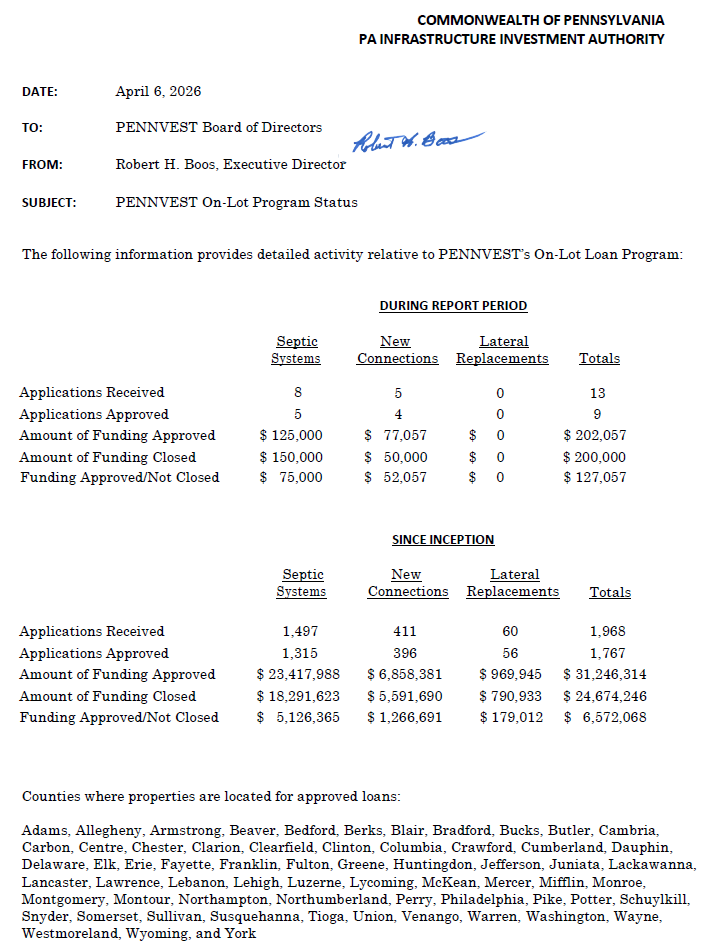 COMMONWEALTH OF PENNSYLVANIA
PA INFRASTRUCTURE INVESTMENT AUTHORITY
DATE: April 6, 2026
TO: PENNVEST Board of Directors
Robert H. Boos
FROM: Robert H. Boos, Executive Director
SUBJECT: PENNVEST On-Lot Program Status
The following information provides detailed activity relative to PENNVEST's On-Lot Loan Program:
DURING REPORT PERIOD
Septic New Lateral
Systems Connections Replacements Totals
Applications Received 8 5 0 13
Applications Approved 5 4 0 9
Amount of Funding Approved $ 125,000 $ 77,057 $ 0 $ 202,057
Amount of Funding Closed $ 150,000 $ 50,000 $ 0 $ 200,000
Funding Approved/Not Closed $ 75,000 $ 52,057 $ 0 $ 127,057
SINCE INCEPTION
Septic New Lateral
Systems Connections Replacements Totals
Applications Received 1,497 411 60 1,968
Applications Approved 1,315 396 56 1,767
Amount of Funding Approved $ 23,417,988 $ 6,858,381 $ 969,945 $ 31,246,314
Amount of Funding Closed $ 18,291,623 $ 5,591,690 $ 790,933 $ 24,674,246
Funding Approved/Not Closed $ 5,126,365 $ 1,266,691 $ 179,012 $ 6,572,068
Counties where properties are located for approved loans:
Adams, Allegheny, Armstrong, Beaver, Bedford, Berks, Blair, Bradford, Bucks, Butler, Cambria,
Carbon, Centre, Chester, Clarion, Clearfield, Clinton, Columbia, Crawford, Cumberland, Dauphin,
Delaware, Elk, Erie, Fayette, Franklin, Fulton, Greene, Huntingdon, Jefferson, Juniata, Lackawanna,
Lancaster, Lawrence, Lebanon, Lehigh, Luzerne, Lycoming, McKean, Mercer, Mifflin, Monroe,
Montgomery, Montour, Northampton, Northumberland, Perry, Philadelphia, Pike, Potter, Schuylkill,
Snyder, Somerset, Sullivan, Susquehanna, Tioga, Union, Venango, Warren, Washington, Wayne,
Westmoreland, Wyoming, and York